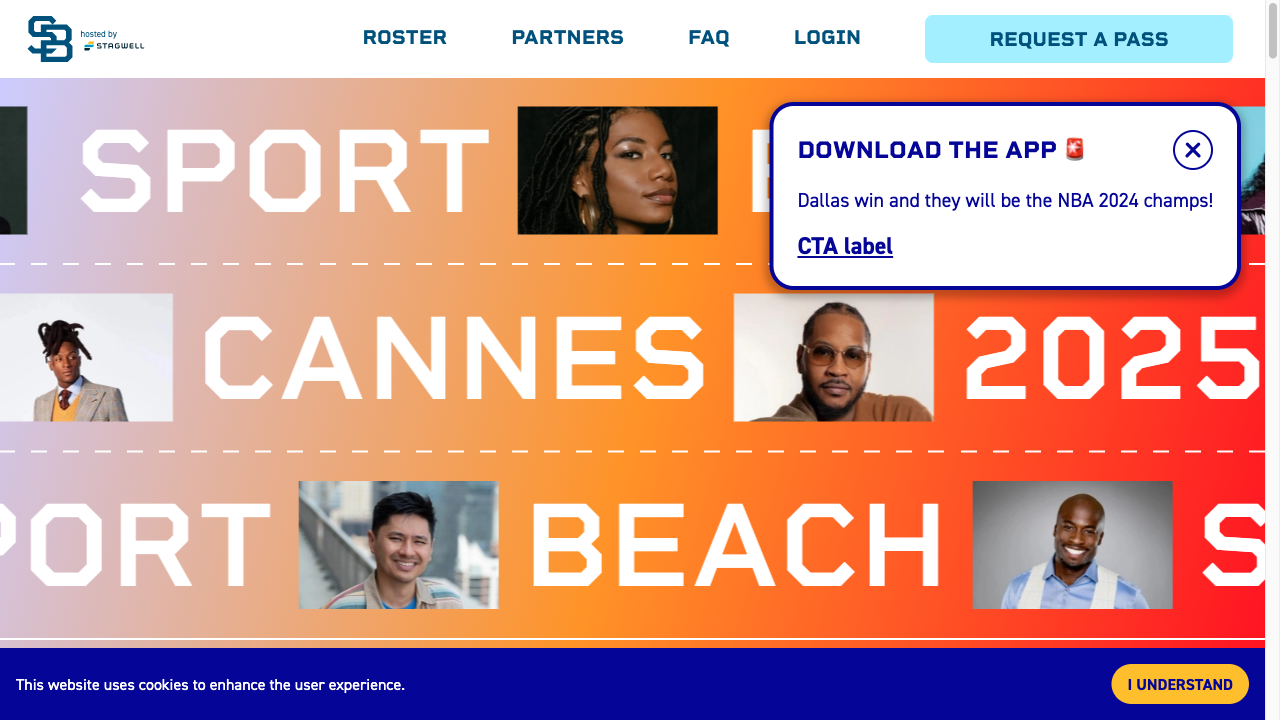 SB hosted by
STAGWELL
ROSTER PARTNERS FAQ LOGIN REQUEST A PASS
SPORT
DOWNLOAD THE APP 🚨
Dallas win and they will be the NBA 2024 champs!
CTA label
CANNES 2025
PORT BEACH S
This website uses cookies to enhance the user experience.
I UNDERSTAND